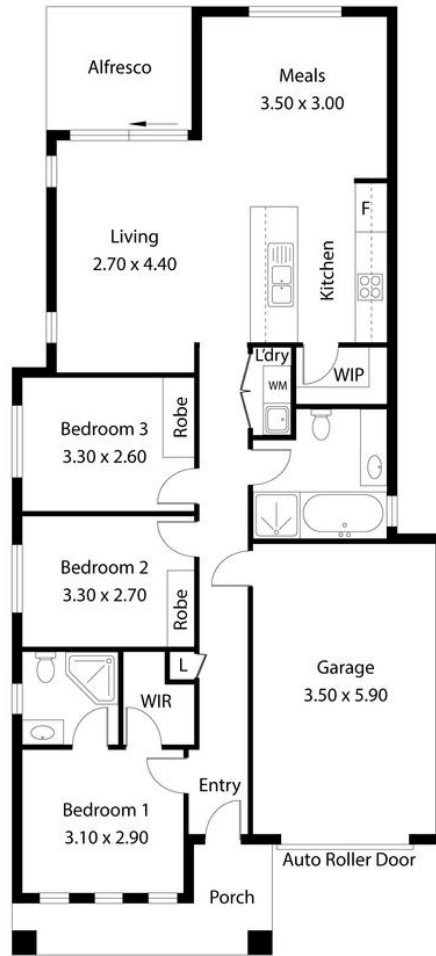 Alfresco
Meals
3.50 x 3.00
Living
2.70 x 4.40
Kitchen
F
L'dry
WM
WIP
Bedroom 3
3.30 x 2.60
Robe
Bedroom 2
3.30 x 2.70
Robe
L
WIR
Garage
3.50 x 5.90
Entry
Bedroom 1
3.10 x 2.90
Auto Roller Door
Porch